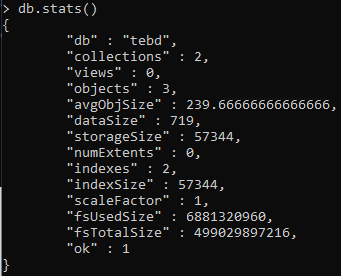 > db.stats()
{
"db" : "tebd",
"collections" : 2,
"views" : 0,
"objects" : 3,
"avgObjSize" : 239.66666666666666,
"dataSize" : 719,
"storageSize" : 57344,
"numExtents" : 0,
"indexes" : 2,
"indexSize" : 57344,
"scaleFactor" : 1,
"fsUsedSize" : 6881320960,
"fsTotalSize" : 499029897216,
"ok" : 1
}